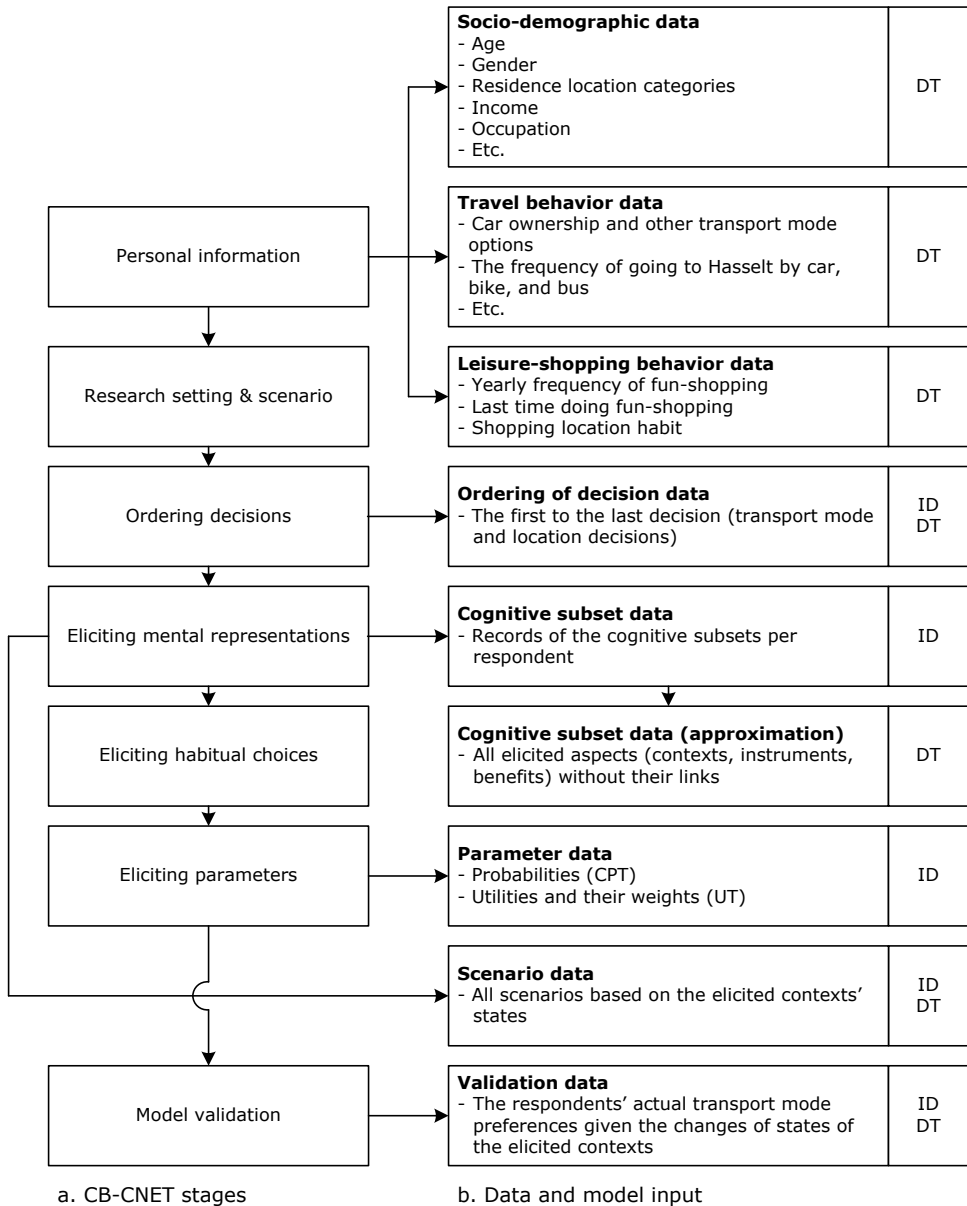 Socio-demographic data
- Age
- Gender
- Residence location categories
- Income
- Occupation
- Etc.
DT
Personal information
Travel behavior data
- Car ownership and other transport mode
options
- The frequency of going to Hasselt by car,
bike, and bus
- Etc.
DT
Research setting & scenario
Leisure-shopping behavior data
- Yearly frequency of fun-shopping
- Last time doing fun-shopping
- Shopping location habit
DT
Ordering decisions
Ordering of decision data
- The first to the last decision (transport mode
and location decisions)
ID
DT
Eliciting mental representations
Cognitive subset data
- Records of the cognitive subsets per
respondent
ID
Eliciting habitual choices
Cognitive subset data (approximation)
- All elicited aspects (contexts, instruments,
benefits) without their links
DT
Eliciting parameters
Parameter data
- Probabilities (CPT)
- Utilities and their weights (UT)
ID
Scenario data
- All scenarios based on the elicited contexts’
states
ID
DT
Model validation
Validation data
- The respondents’ actual transport mode
preferences given the changes of states of
the elicited contexts
ID
DT
a. CB-CNET stages
b. Data and model input